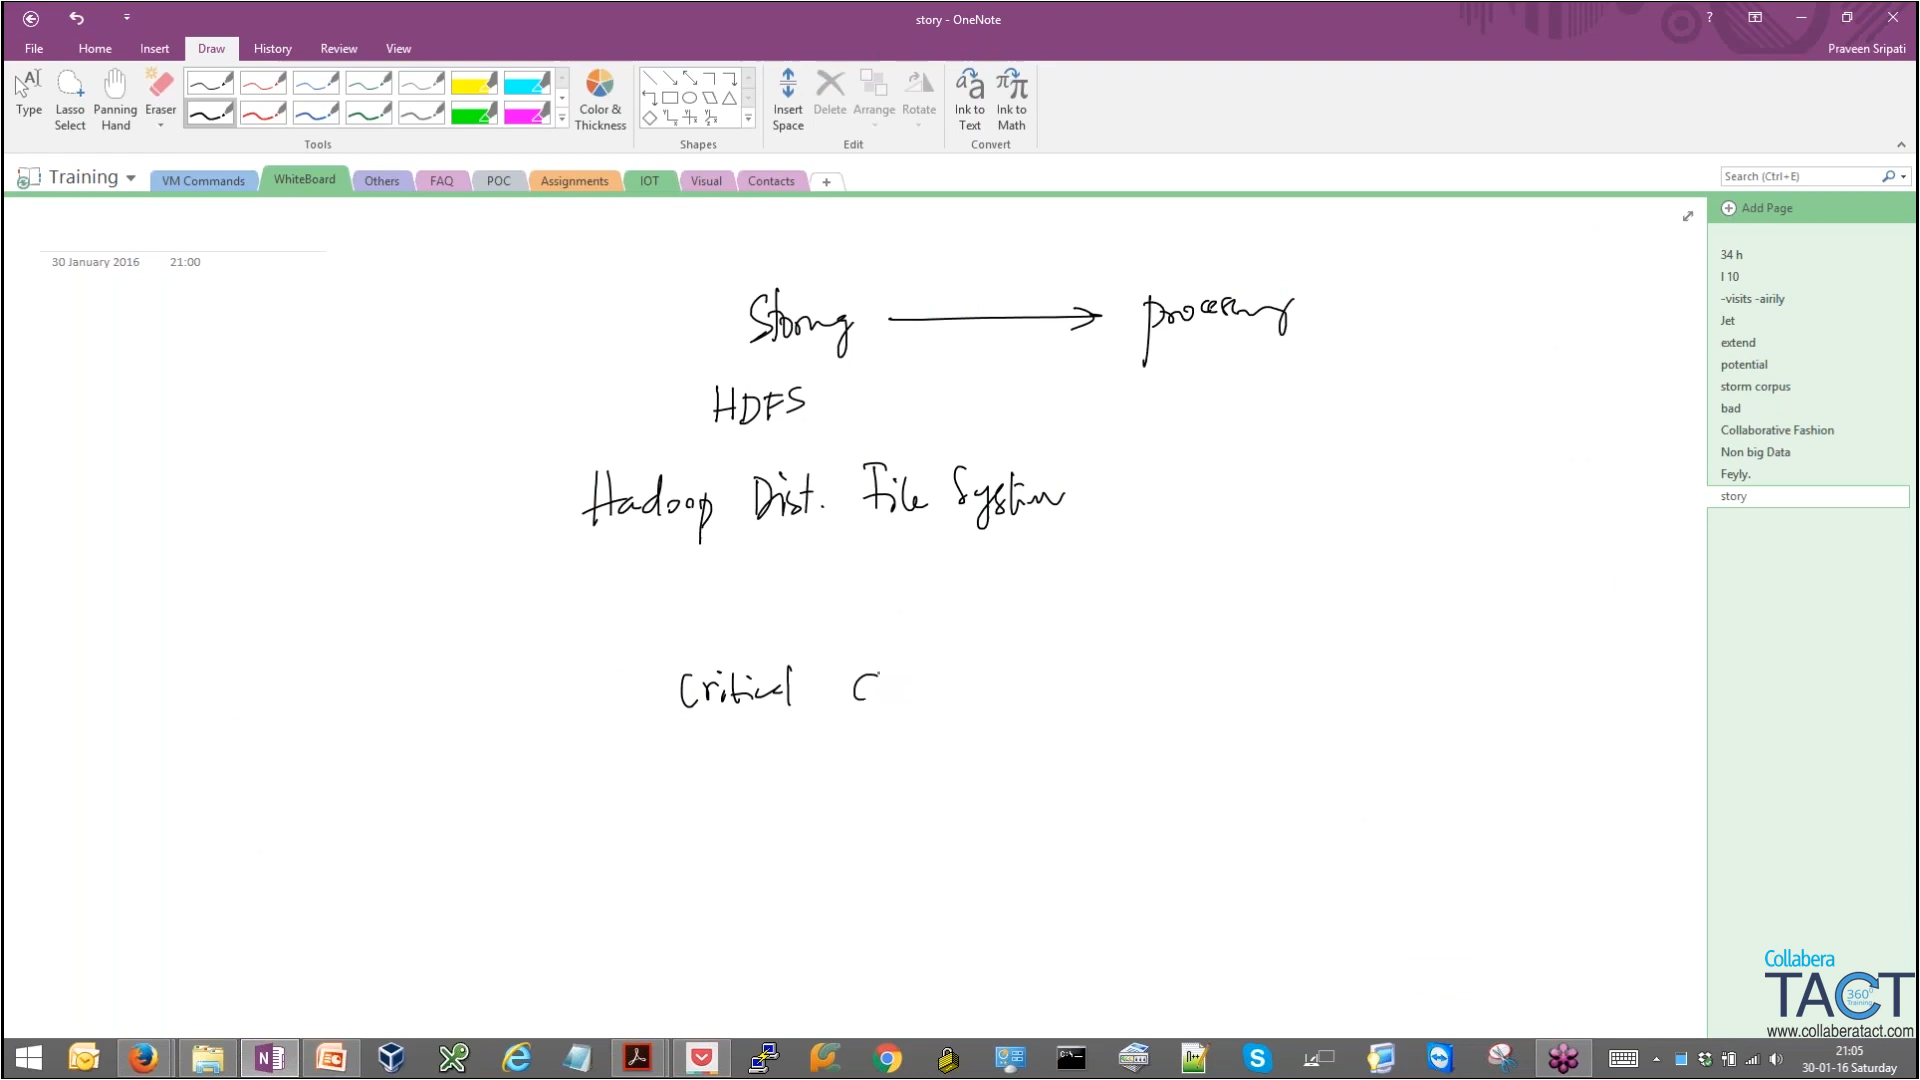 story - OneNote
?
File Home Insert Draw History Review View
Praveen Sripati
Type
Lasso Select
Panning Hand
Eraser
Color & Thickness
Insert Space
Delete
Arrange
Rotate
Ink to Text
Ink to Math
Tools
Shapes
Edit
Convert
Training
VM Commands WhiteBoard Others FAQ POC Assignments IOT Visual Contacts +
Search (Ctrl+E)
Add Page
30 January 2016 21:00
34 h
I 10
-visits -airily
Jet
extend
potential
storm corpus
bad
Collaborative Fashion
Non big Data
Feyly.
story
Storing processing
HDFS
Hadoop Dist. File System
Critical C
Collabera
TACT
360° Training
www.collaberatact.com
21:05
30-01-16 Saturday